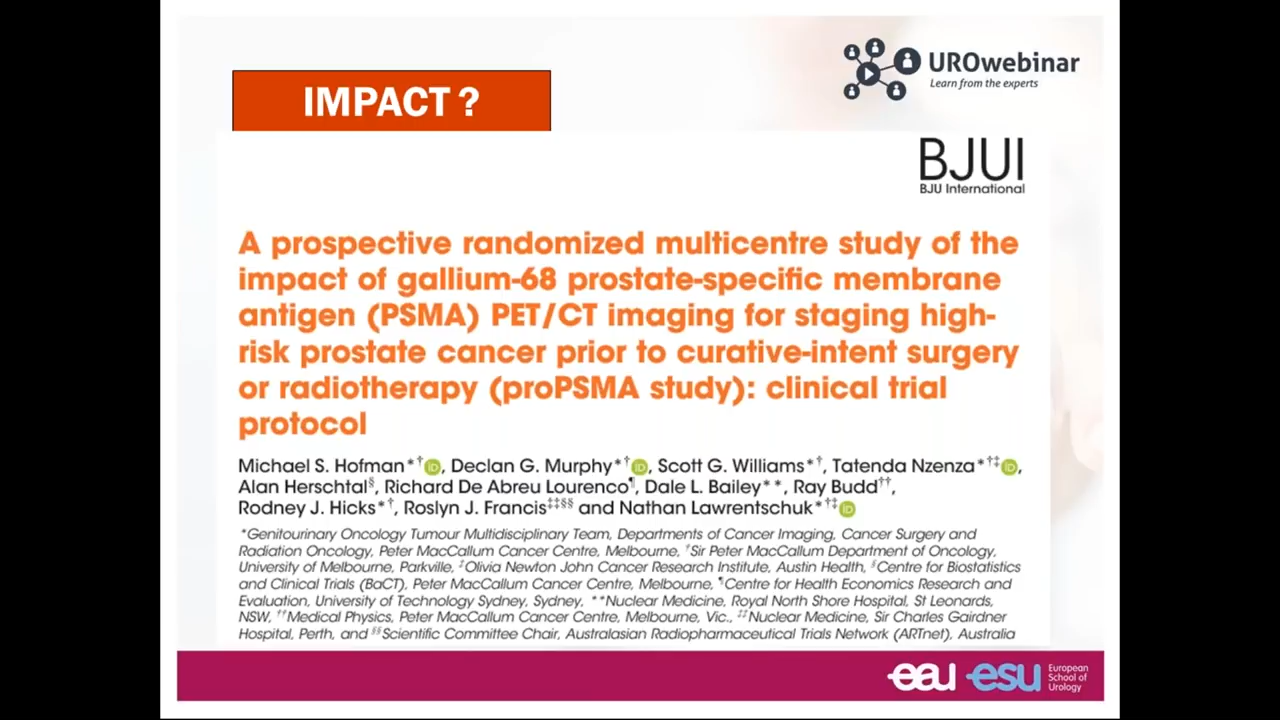 UROwebinar
Learn from the experts
IMPACT ?
BJUI
BJU International
A prospective randomized multicentre study of the
impact of gallium-68 prostate-specific membrane
antigen (PSMA) PET/CT imaging for staging high-
risk prostate cancer prior to curative-intent surgery
or radiotherapy (proPSMA study): clinical trial
protocol
Michael S. Hofman*† iD, Declan G. Murphy*† iD, Scott G. Williams*†, Tatenda Nzenza*†‡ iD,
Alan Herschtal§, Richard De Abreu Lourenco¶, Dale L. Bailey**, Ray Budd††,
Rodney J. Hicks*†, Roslyn J. Francis‡‡§§ and Nathan Lawrentschuk*†‡ iD
*Genitourinary Oncology Tumour Multidisciplinary Team, Departments of Cancer Imaging, Cancer Surgery and
Radiation Oncology, Peter MacCallum Cancer Centre, Melbourne, †Sir Peter MacCallum Department of Oncology,
University of Melbourne, Parkville, ‡Olivia Newton John Cancer Research Institute, Austin Health, §Centre for Biostatistics
and Clinical Trials (BaCT), Peter MacCallum Cancer Centre, Melbourne, ¶Centre for Health Economics Research and
Evaluation, University of Technology Sydney, Sydney, **Nuclear Medicine, Royal North Shore Hospital, St Leonards,
NSW, ††Medical Physics, Peter MacCallum Cancer Centre, Melbourne, Vic., ‡‡Nuclear Medicine, Sir Charles Gairdner
Hospital, Perth, and §§Scientific Committee Chair, Australasian Radiopharmaceutical Trials Network (ARTnet), Australia
eau esu European
School of
Urology